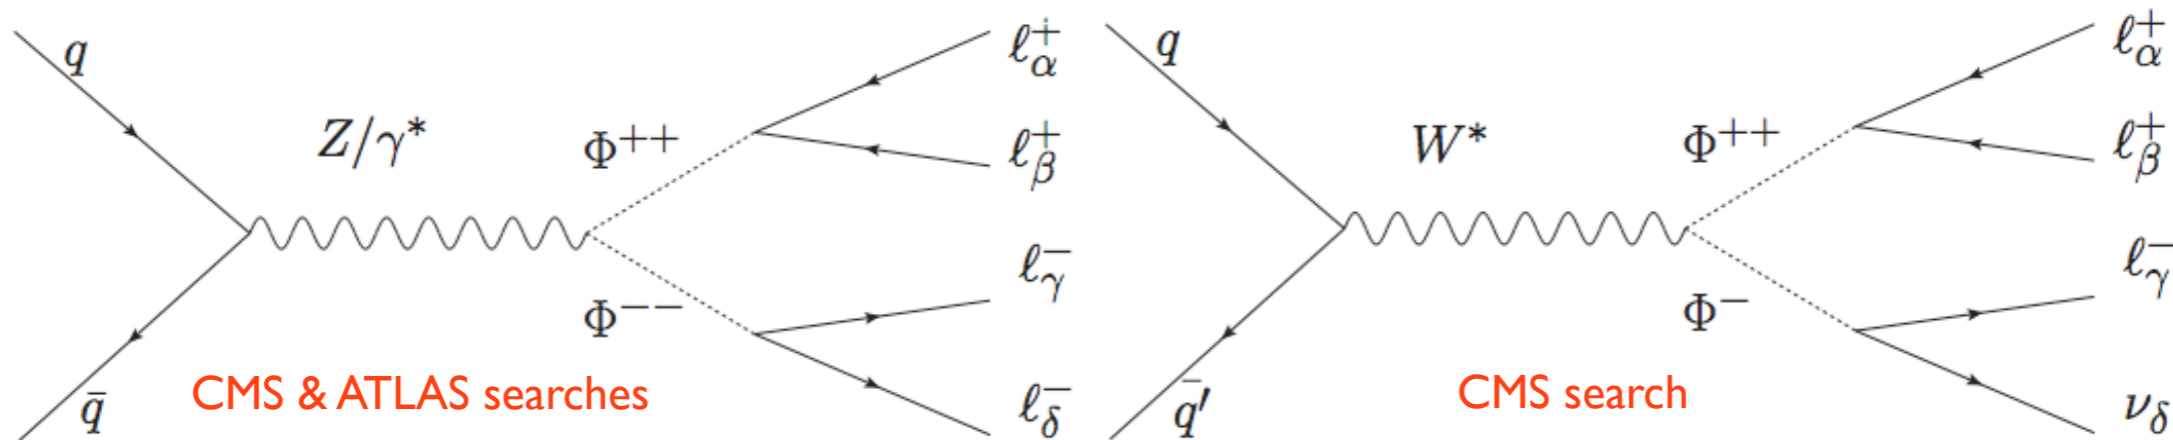 q
Z/γ*
Φ⁺⁺
Φ⁻⁻
q̄
ℓ⁺_α
ℓ⁺_β
ℓ⁻_γ
ℓ⁻_δ
CMS & ATLAS searches
q
W*
Φ⁺⁺
Φ⁻
q̄′
ℓ⁺_α
ℓ⁺_β
ℓ⁻_γ
ν_δ
CMS search